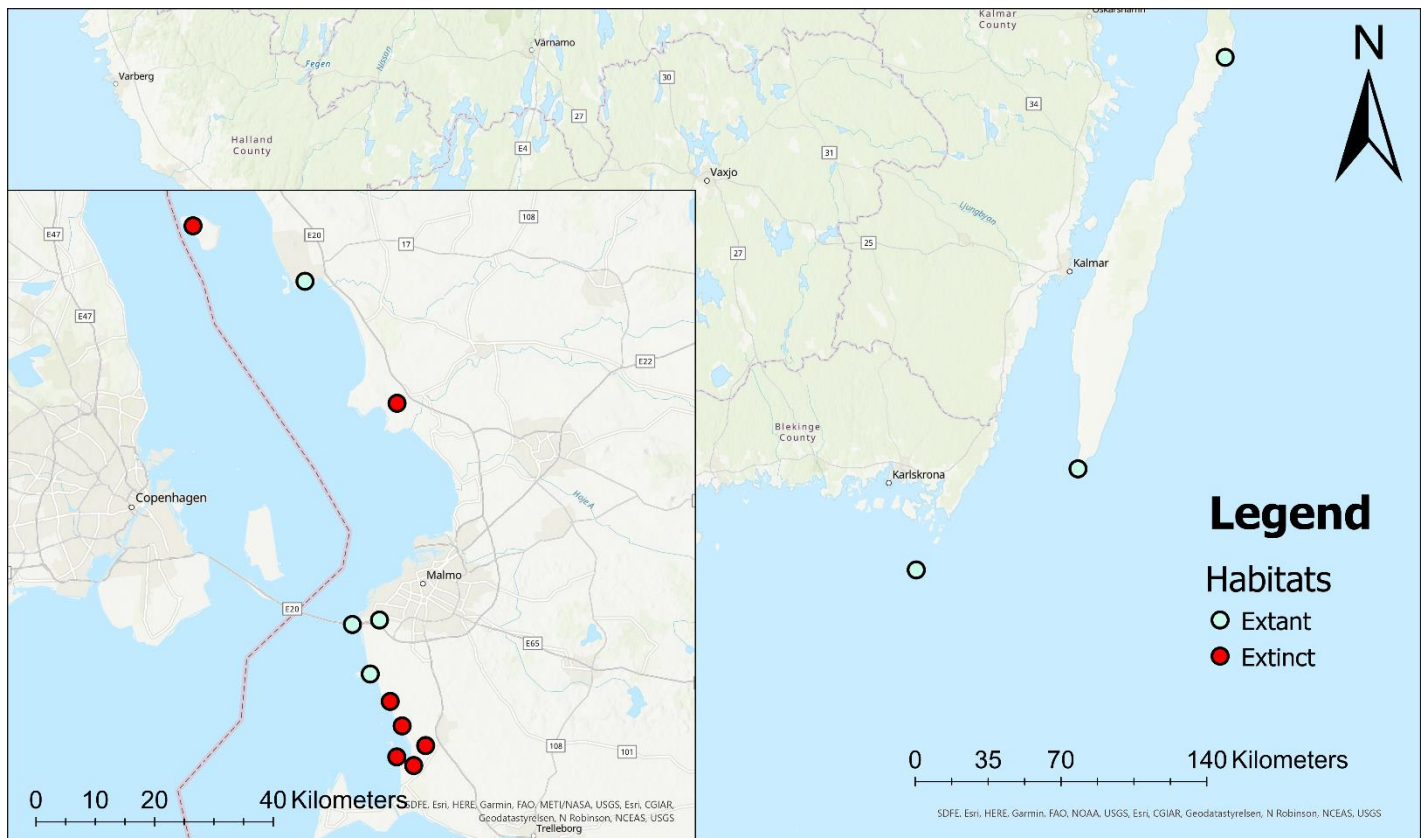 Oskarshamn
Kalmar
County
N
Värnamo
Varberg
Fegen
Nissan
30
34
27
Halland
County
E4
31
Vaxjo
Ljungbyan
25
27
Kalmar
Blekinge
County
Karlskrona
108
E47
E20
17
E47
E22
Copenhagen
Hoje A
Malmo
E20
E65
108
101
Trelleborg
0 10 20 40 Kilometers
SDFE, Esri, HERE, Garmin, FAO, METI/NASA, USGS, Esri, CGIAR,
Geodatastyrelsen, N Robinson, NCEAS, USGS
Legend
Habitats
Extant
Extinct
0 35 70 140 Kilometers
SDFE, Esri, HERE, Garmin, FAO, NOAA, USGS, Esri, CGIAR, Geodatastyrelsen, N Robinson, NCEAS, USGS